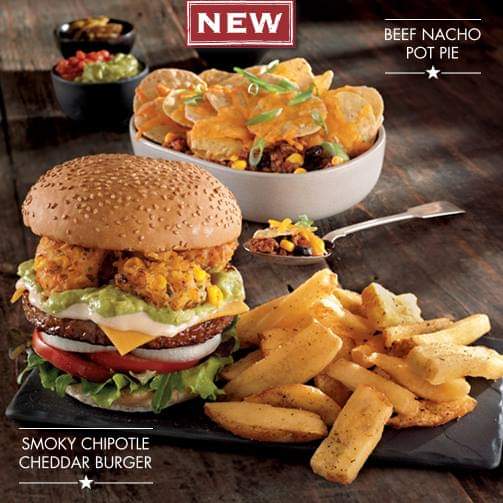 NEW
BEEF NACHO
POT PIE
SMOKY CHIPOTLE
CHEDDAR BURGER